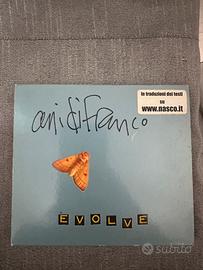 le traduzioni dei testi
su
www.nasco.it
ani difranco
EVOLVE
subito